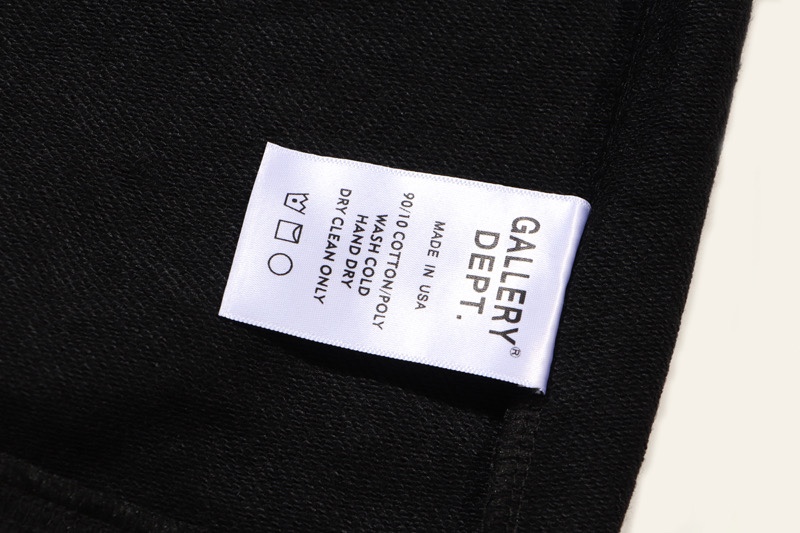 GALLERY
DEPT.®
MADE IN USA
90/10 COTTON/POLY
WASH COLD
HAND DRY
DRY CLEAN ONLY